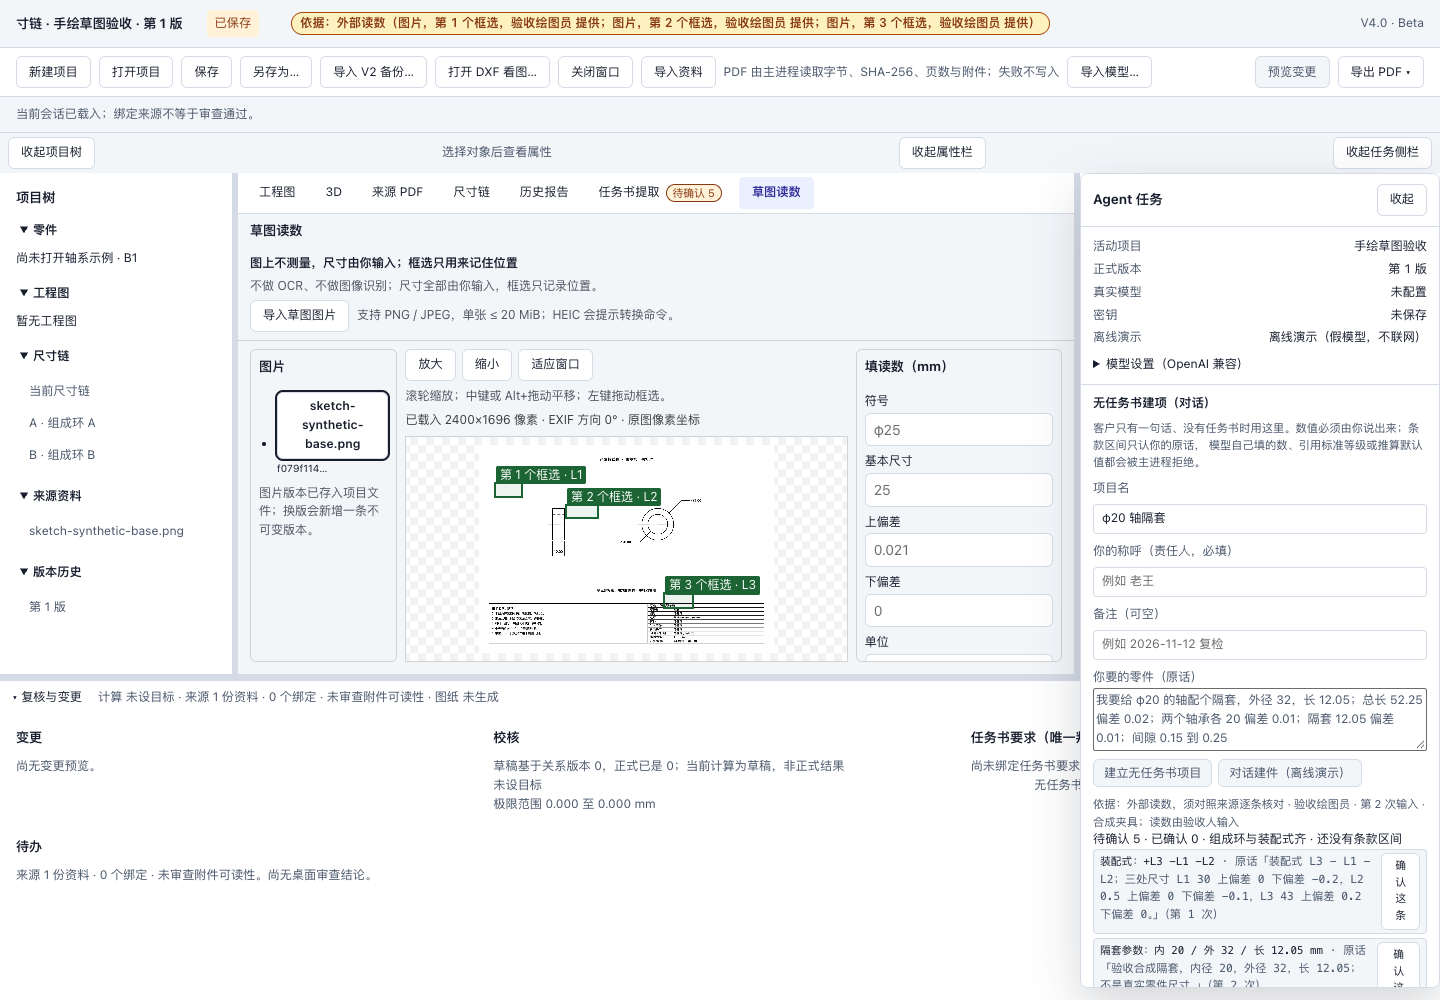 寸链 · 手绘草图验收 · 第 1 版
已保存
依据：外部读数（图片，第 1 个框选，验收绘图员 提供；图片，第 2 个框选，验收绘图员 提供；图片，第 3 个框选，验收绘图员 提供）
V4.0 · Beta
新建项目
打开项目
保存
另存为...
导入 V2 备份...
打开 DXF 看图...
关闭窗口
导入资料
PDF 由主进程读取字节、SHA-256、页数与附件；失败不写入
导入模型...
预览变更
导出 PDF ▾
当前会话已载入；绑定来源不等于审查通过。
收起项目树
选择对象后查看属性
收起属性栏
收起任务侧栏
项目树
▼ 零件
尚未打开轴系示例 · B1
▼ 工程图
暂无工程图
▼ 尺寸链
当前尺寸链
A · 组成环 A
B · 组成环 B
▼ 来源资料
sketch-synthetic-base.png
▼ 版本历史
第 1 版
工程图
3D
来源 PDF
尺寸链
历史报告
任务书提取
待确认 5
草图读数
草图读数
图上不测量，尺寸由你输入；框选只用来记住位置
不做 OCR、不做图像识别；尺寸全部由你输入，框选只记录位置。
导入草图图片
支持 PNG / JPEG，单张 ≤ 20 MiB；HEIC 会提示转换命令。
图片
sketch-
synthetic-
base.png
f079f114...
图片版本已存入项目文
件；换版会新增一条不
可变版本。
放大
缩小
适应窗口
滚轮缩放；中键或 Alt+拖动平移；左键拖动框选。
已载入 2400×1696 像素 · EXIF 方向 0° · 原图像素坐标
第 1 个框选 · L1
第 2 个框选 · L2
第 3 个框选 · L3
填读数（mm）
符号
φ25
基本尺寸
25
上偏差
0.021
下偏差
0
单位
▾ 复核与变更
计算 未设目标 · 来源 1 份资料 · 0 个绑定 · 未审查附件可读性 · 图纸 未生成
变更
尚无变更预览。
校核
草稿基于关系版本 0，正式已是 0；当前计算为草稿，非正式结果
未设目标
极限范围 0.000 至 0.000 mm
任务书要求（唯一
尚未绑定任务书要求
无任务书
待办
来源 1 份资料 · 0 个绑定 · 未审查附件可读性。尚无桌面审查结论。
Agent 任务
收起
活动项目
手绘草图验收
正式版本
第 1 版
真实模型
未配置
密钥
未保存
离线演示
离线演示（假模型，不联网）
▶ 模型设置（OpenAI 兼容）
无任务书建项（对话）
客户只有一句话、没有任务书时用这里。数值必须由你说出来；条
款区间只认你的原话， 模型自己填的数、引用标准等级或推算默认
值都会被主进程拒绝。
项目名
φ20 轴隔套
你的称呼（责任人，必填）
例如 老王
备注（可空）
例如 2026-11-12 复检
你要的零件（原话）
我要给 φ20 的轴配个隔套，外径 32，长 12.05；总长 52.25
偏差 0.02；两个轴承各 20 偏差 0.01；隔套 12.05 偏差
0.01；间隙 0.15 到 0.25
建立无任务书项目
对话建件（离线演示）
依据：外部读数，须对照来源逐条核对 · 验收绘图员 · 第 2 次输入 ·
合成夹具；读数由验收人输入
待确认 5 · 已确认 0 · 组成环与装配式齐 · 还没有条款区间
装配式：+L3 −L1 −L2 · 原话「装配式 L3 − L1 −
L2；三处尺寸 L1 30 上偏差 0 下偏差 −0.2，L2
0.5 上偏差 0 下偏差 −0.1，L3 43 上偏差 0.2
下偏差 0。」（第 1 次）
确
认
这
条
隔套参数：内 20 / 外 32 / 长 12.05 mm · 原话
「验收合成隔套，内径 20，外径 32，长 12.05；
不是真实零件尺寸。」（第 2 次）
确
认
这